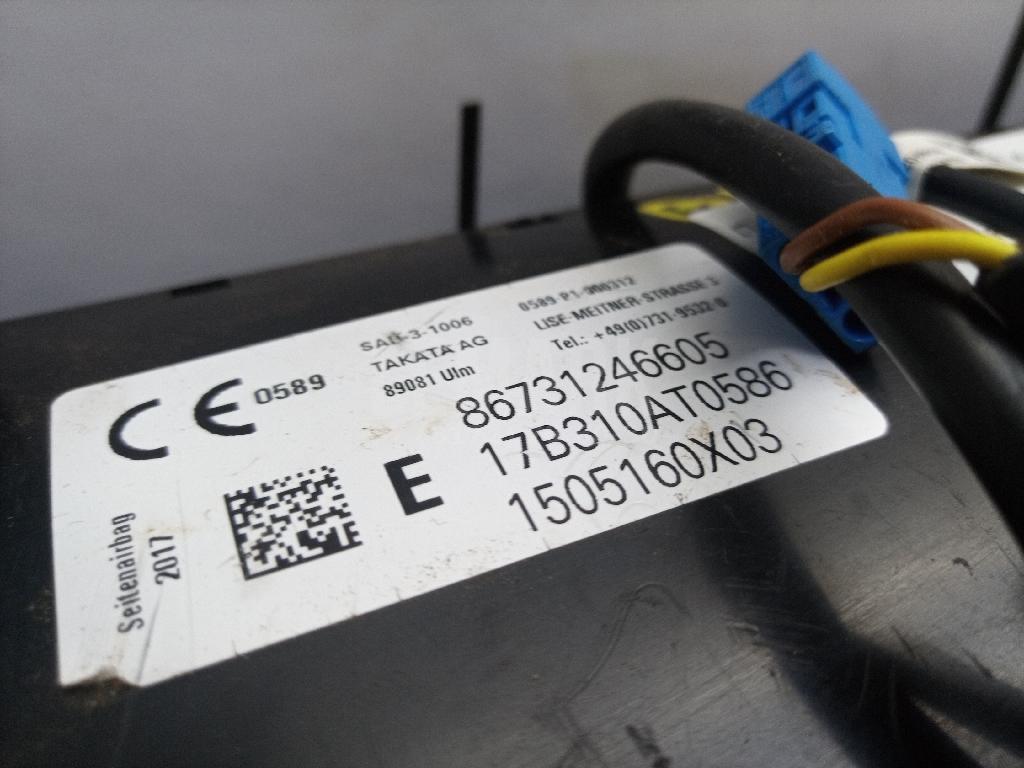 CE 0589
SAB-3-1006
TAKATA AG
89081 Ulm
0589-P1-200312
LISE-MEITNER-STRASSE 3
Tel.: +49(0)731-9532-0
E
86731246605
17B310AT0586
1505160X03
Seitenairbag
2017